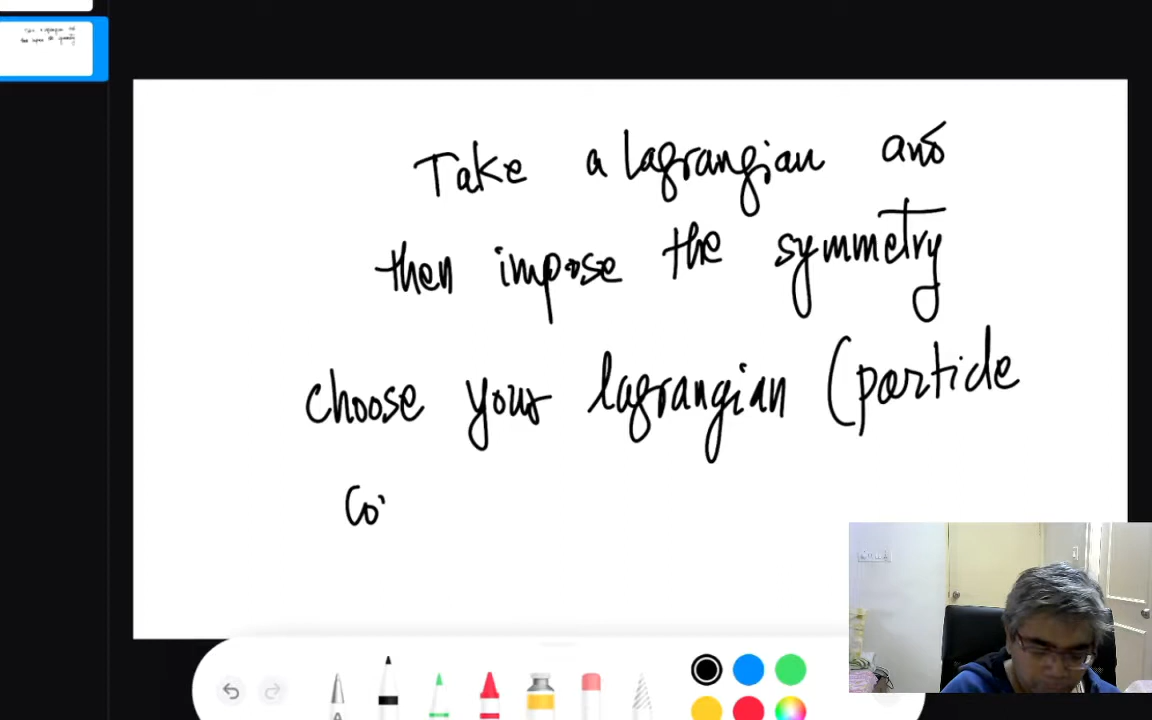 Take a lagrangian and
then impose the symmetry
choose your lagrangian (particle